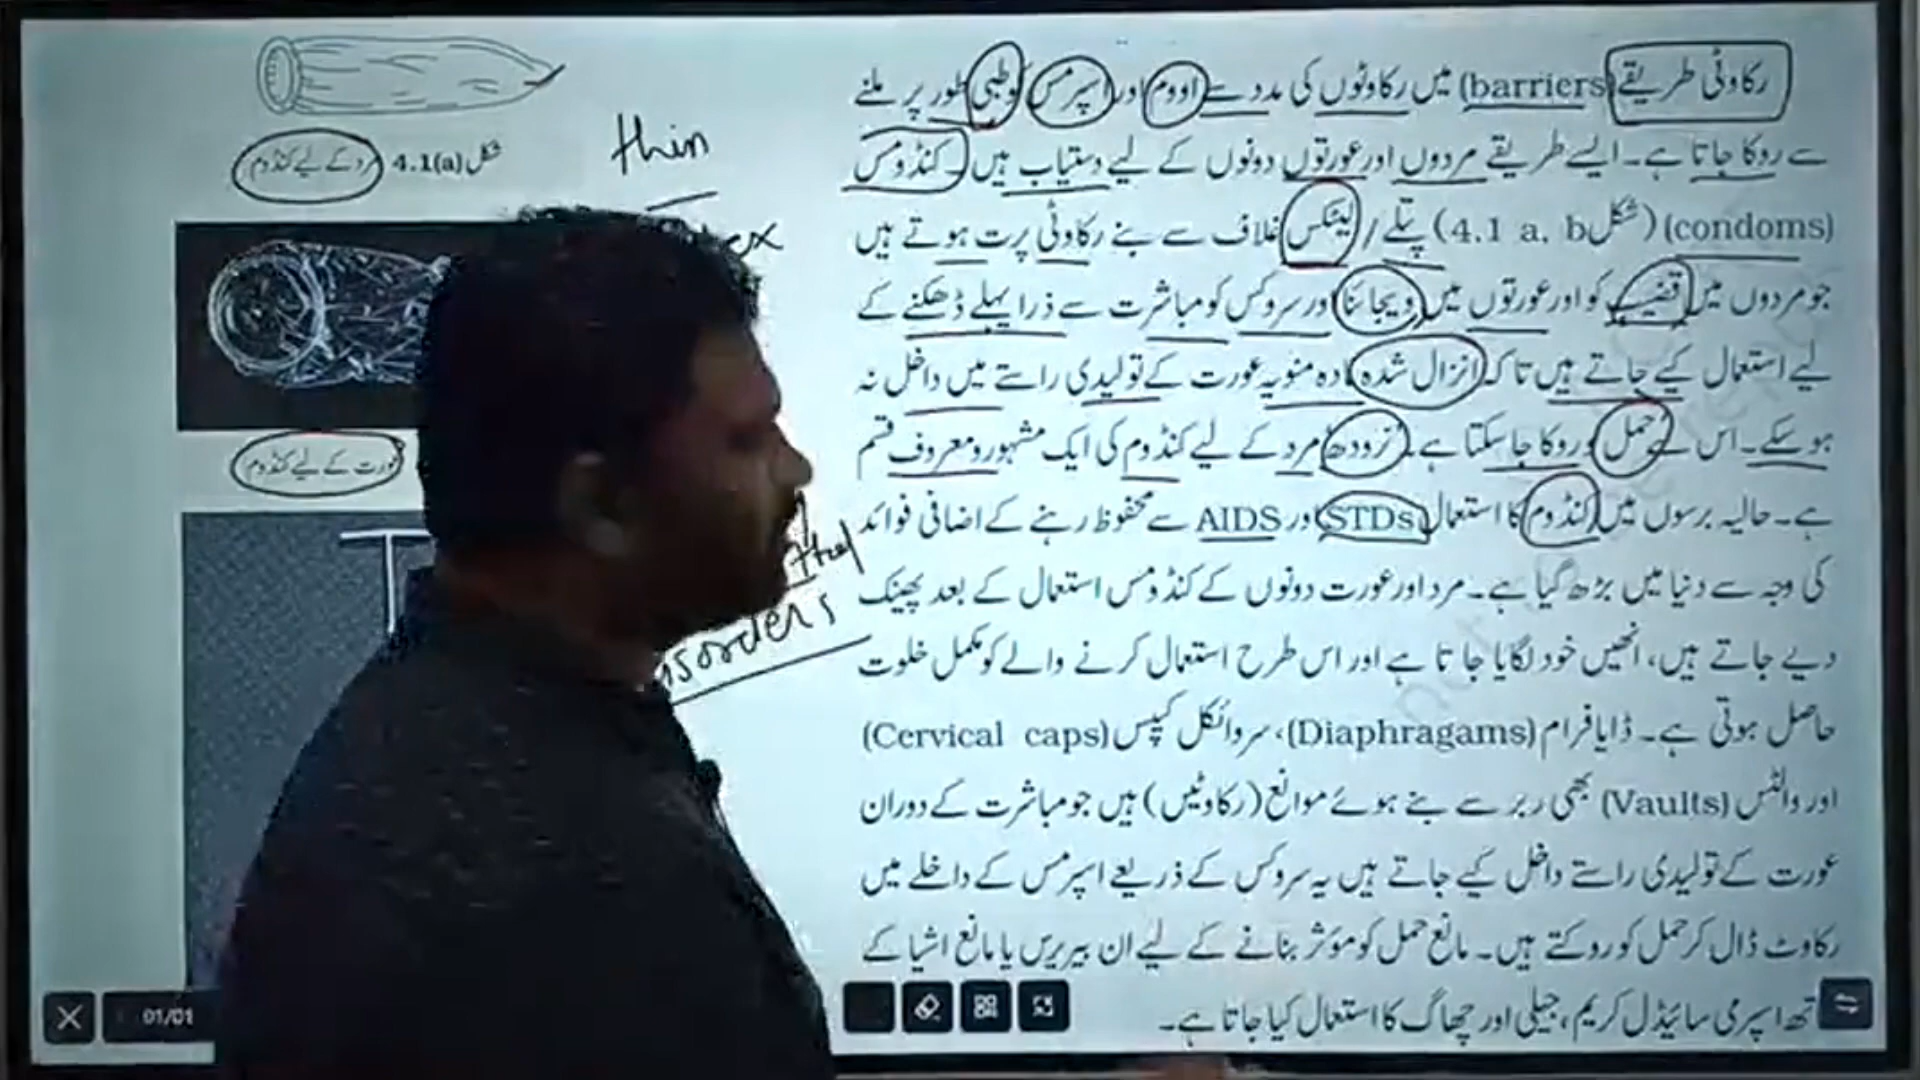 رکاوٹی طریقے (barriers) میں رکاوٹوں کی مدد سے اووم اور اسپرمس کو طبی طور پر ملنے
سے روکا جاتا ہے۔ ایسے طریقے مردوں اور عورتوں دونوں کے لیے دستیاب ہیں۔ کنڈومس
(condoms) (شکل 4.1 a, b) پتلے / لیٹکس غلاف سے بنے رکاوٹی پرت ہوتے ہیں
جو مردوں میں قضیب کو اور عورتوں میں ویجائنا اور سروکس کو مباشرت سے ذرا پہلے ڈھکنے کے
لیے استعمال کیے جاتے ہیں تاکہ انزال شدہ مادہ منویہ عورت کے تولیدی راستے میں داخل نہ
ہو سکے۔ اس سے حمل روکا جا سکتا ہے۔ نرودھ مرد کے لیے کنڈوم کی ایک مشہور و معروف قسم
ہے۔ حالیہ برسوں میں کنڈوم کا استعمال STDs اور AIDS سے محفوظ رہنے کے اضافی فوائد
کی وجہ سے دنیا میں بڑھ گیا ہے۔ مرد اور عورت دونوں کے کنڈومس استعمال کے بعد پھینک
دیے جاتے ہیں، انھیں خود لگایا جاتا ہے اور اس طرح استعمال کرنے والے کو مکمل خلوت
حاصل ہوتی ہے۔ ڈایافرام (Diaphragams)، سروائکل کیپس (Cervical caps)
اور والٹس (Vaults) بھی ربر سے بنے ہوئے موانع (رکاوٹیں) ہیں جو مباشرت کے دوران
عورت کے تولیدی راستے داخل کیے جاتے ہیں یہ سروکس کے ذریعے اسپرمس کے داخلے میں
رکاوٹ ڈال کر حمل کو روکتے ہیں۔ مانع حمل کو موثر بنانے کے لیے ان بیریرس یا مانع اشیا کے
تھ اسپرمی سائیڈل کریم، جیلی اور جھاگ کا استعمال کیا جاتا ہے۔
شکل 4.1(a) مرد کے لیے کنڈوم
عورت کے لیے کنڈوم
thin
01/01